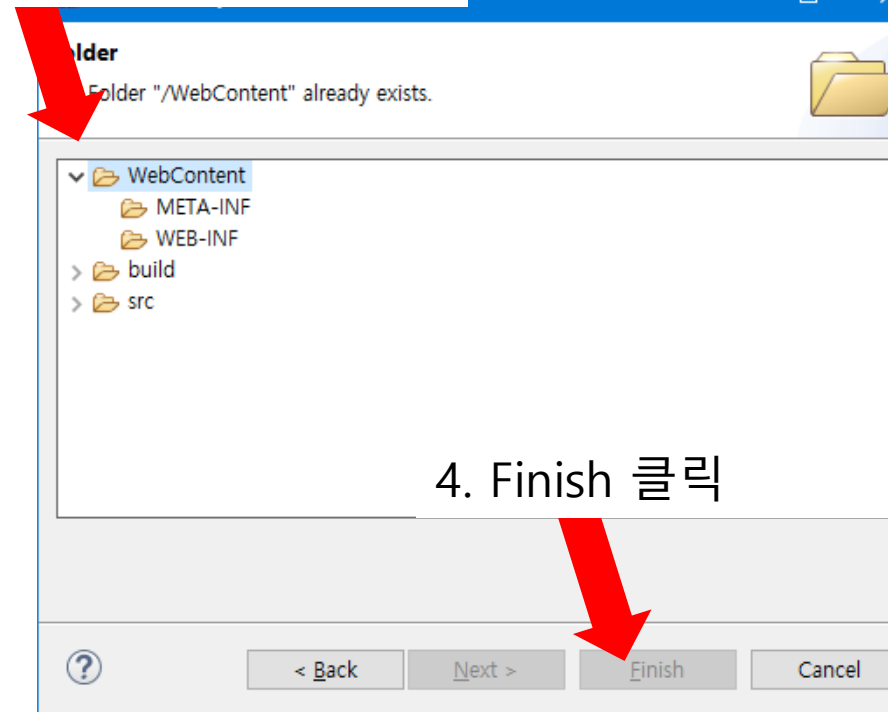 Folder "/WebContent" already exists.
WebContent
META-INF
WEB-INF
build
src
4. Finish 클릭
?
< Back
Next >
Finish
Cancel